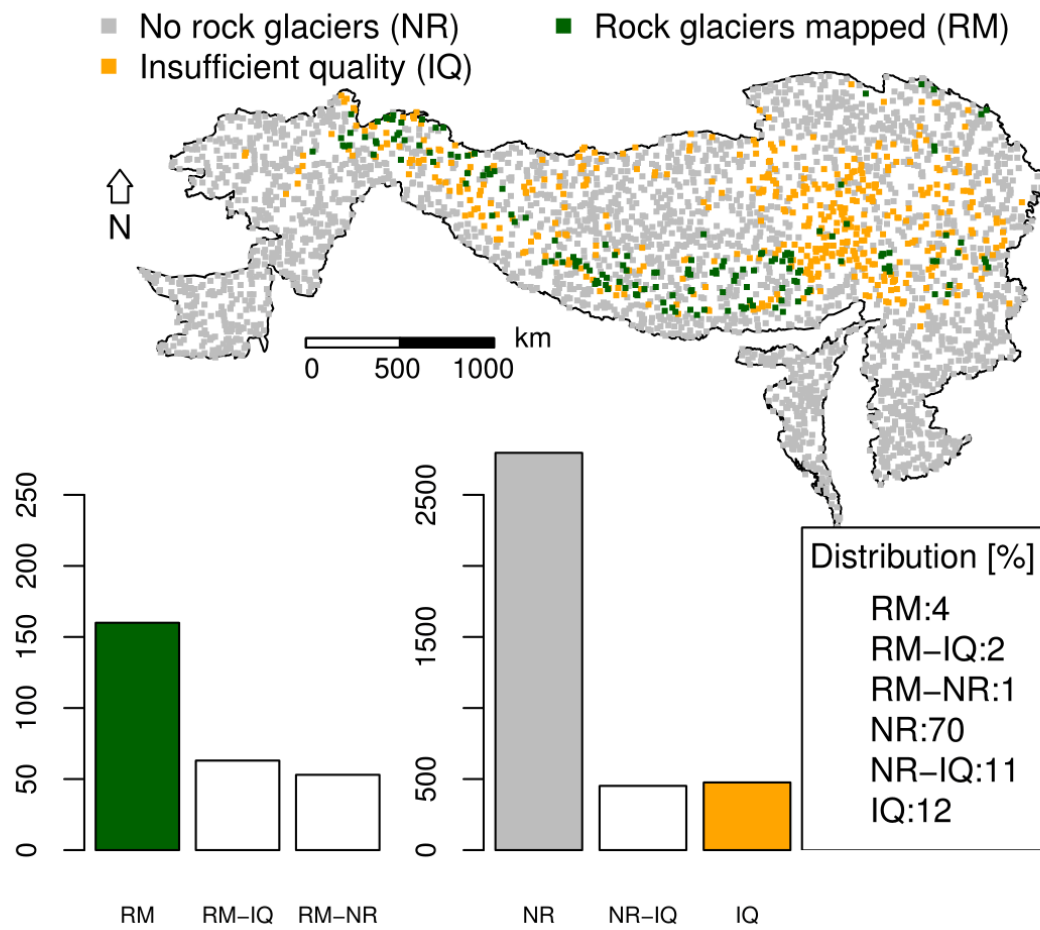 No rock glaciers (NR)
Rock glaciers mapped (RM)
Insufficient quality (IQ)
N
km
0 500 1000
250
200
150
100
50
0
RM RM–IQ RM–NR
2500
1500
500
0
NR NR–IQ IQ
Distribution [%]
RM:4
RM–IQ:2
RM–NR:1
NR:70
NR–IQ:11
IQ:12